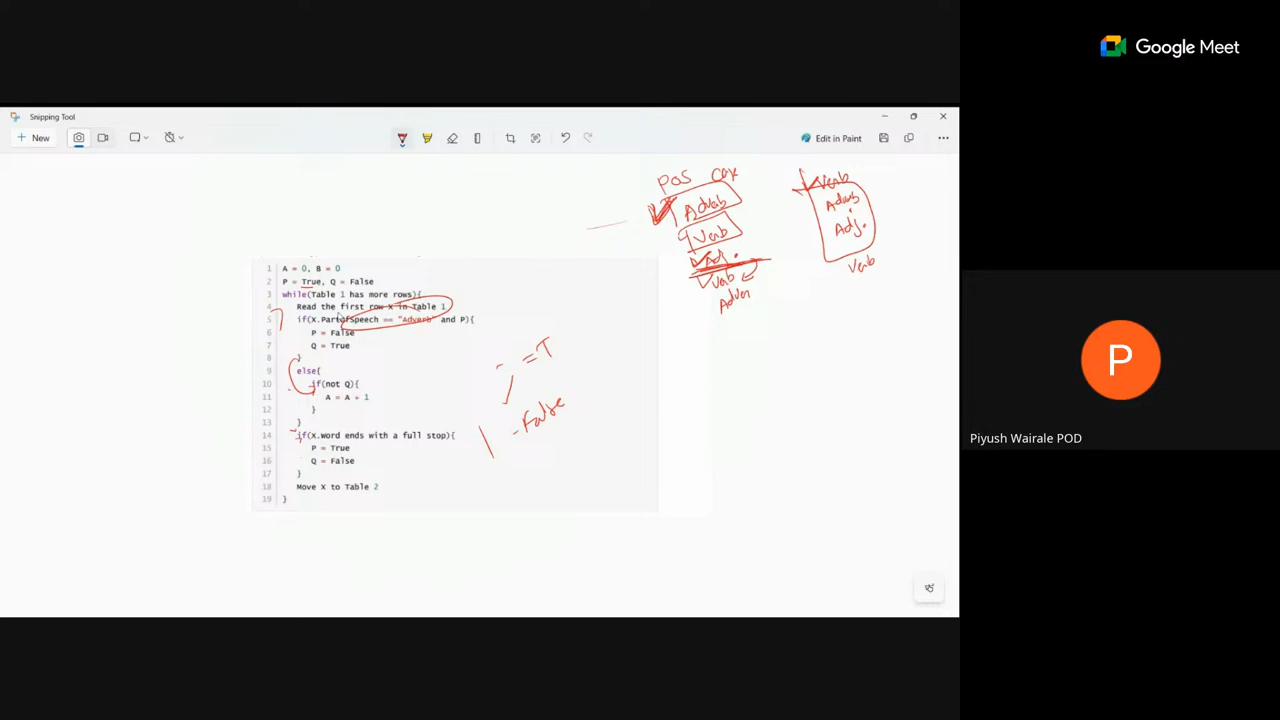 Google Meet
Snipping Tool
New
Edit in Paint
POS
Adverb
Verb
Adj.
Verb
Adver
Verb
Adverb
Adj.
Verb
1 A = 0, B = 0
2 P = True, Q = False
3 while(Table 1 has more rows){
4 Read the first row X in Table 1
5 if(X.PartOfSpeech == "Adverb" and P){
6 P = False
7 Q = True
8 }
9 else{
10 if(not Q){
11 A = A + 1
12 }
13 }
14 if(X.word ends with a full stop){
15 P = True
16 Q = False
17 }
18 Move X to Table 2
19 }
= T
- False
P
Piyush Wairale POD